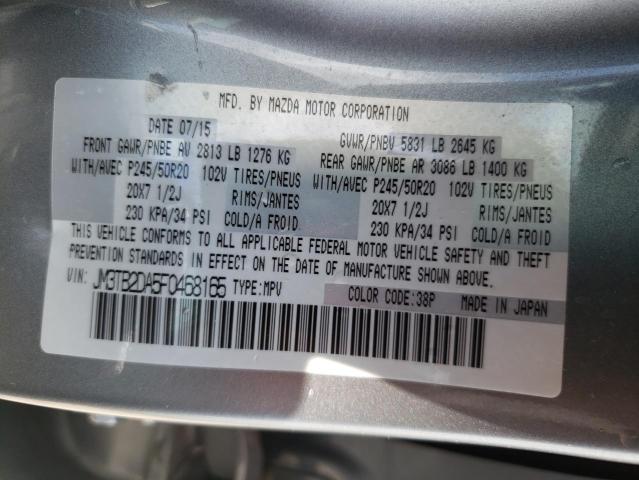 MFD. BY MAZDA MOTOR CORPORATION
DATE 07/15 GVWR/PNBV 5831 LB 2645 KG
FRONT GAWR/PNBE AV 2813 LB 1276 KG REAR GAWR/PNBE AR 3086 LB 1400 KG
WITH/AVEC P245/50R20 102V TIRES/PNEUS WITH/AVEC P245/50R20 102V TIRES/PNEUS
20X7 1/2J RIMS/JANTES 20X7 1/2J RIMS/JANTES
230 KPA/34 PSI COLD/A FROID 230 KPA/34 PSI COLD/A FROID
THIS VEHICLE CONFORMS TO ALL APPLICABLE FEDERAL MOTOR VEHICLE SAFETY AND THEFT
PREVENTION STANDARDS IN EFFECT ON THE DATE OF MANUFACTURE SHOWN ABOVE.
VIN: JM3TB2DA5F0468165 TYPE:MPV COLOR CODE:38P MADE IN JAPAN